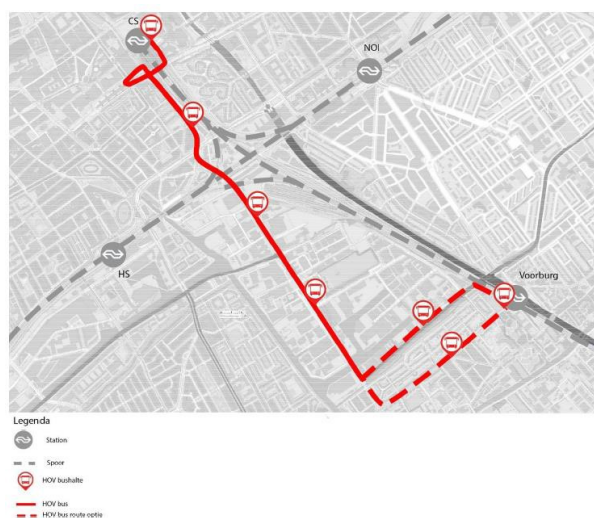 CS
NOI
HS
Voorburg
Legenda
Station
Spoor
HOV bushalte
HOV bus
HOV bus route optie